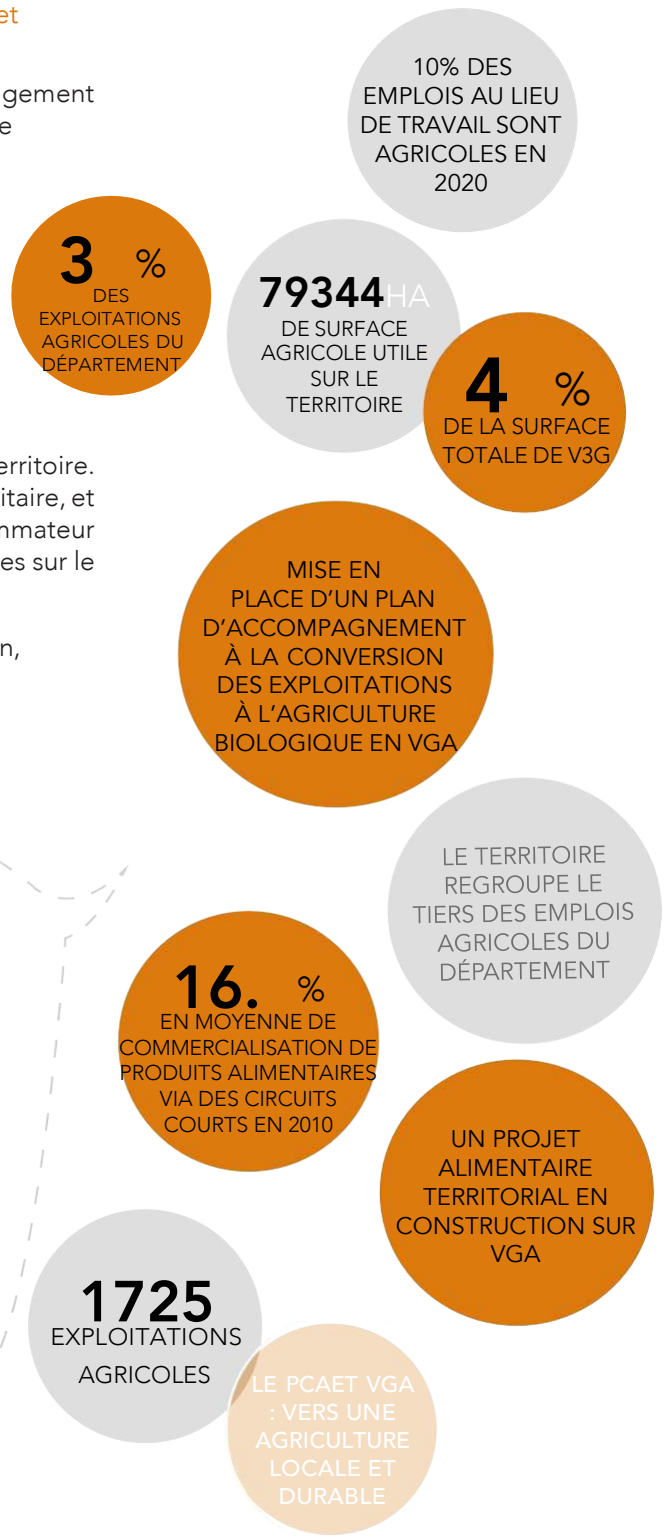 et
10% DES
EMPLOIS AU LIEU
DE TRAVAIL SONT
AGRICOLES EN
2020
gement
e
3 %
DES
EXPLOITATIONS
AGRICOLES DU
DÉPARTEMENT
79344HA
DE SURFACE
AGRICOLE UTILE
SUR LE
TERRITOIRE
4 %
DE LA SURFACE
TOTALE DE V3G
erritoire.
itaire, et
mmateur
es sur le
n,
MISE EN
PLACE D’UN PLAN
D’ACCOMPAGNEMENT
À LA CONVERSION
DES EXPLOITATIONS
À L’AGRICULTURE
BIOLOGIQUE EN VGA
LE TERRITOIRE
REGROUPE LE
TIERS DES EMPLOIS
AGRICOLES DU
DÉPARTEMENT
16. %
EN MOYENNE DE
COMMERCIALISATION DE
PRODUITS ALIMENTAIRES
VIA DES CIRCUITS
COURTS EN 2010
UN PROJET
ALIMENTAIRE
TERRITORIAL EN
CONSTRUCTION SUR
VGA
1725
EXPLOITATIONS
AGRICOLES
LE PCAET VGA
: VERS UNE
AGRICULTURE
LOCALE ET
DURABLE